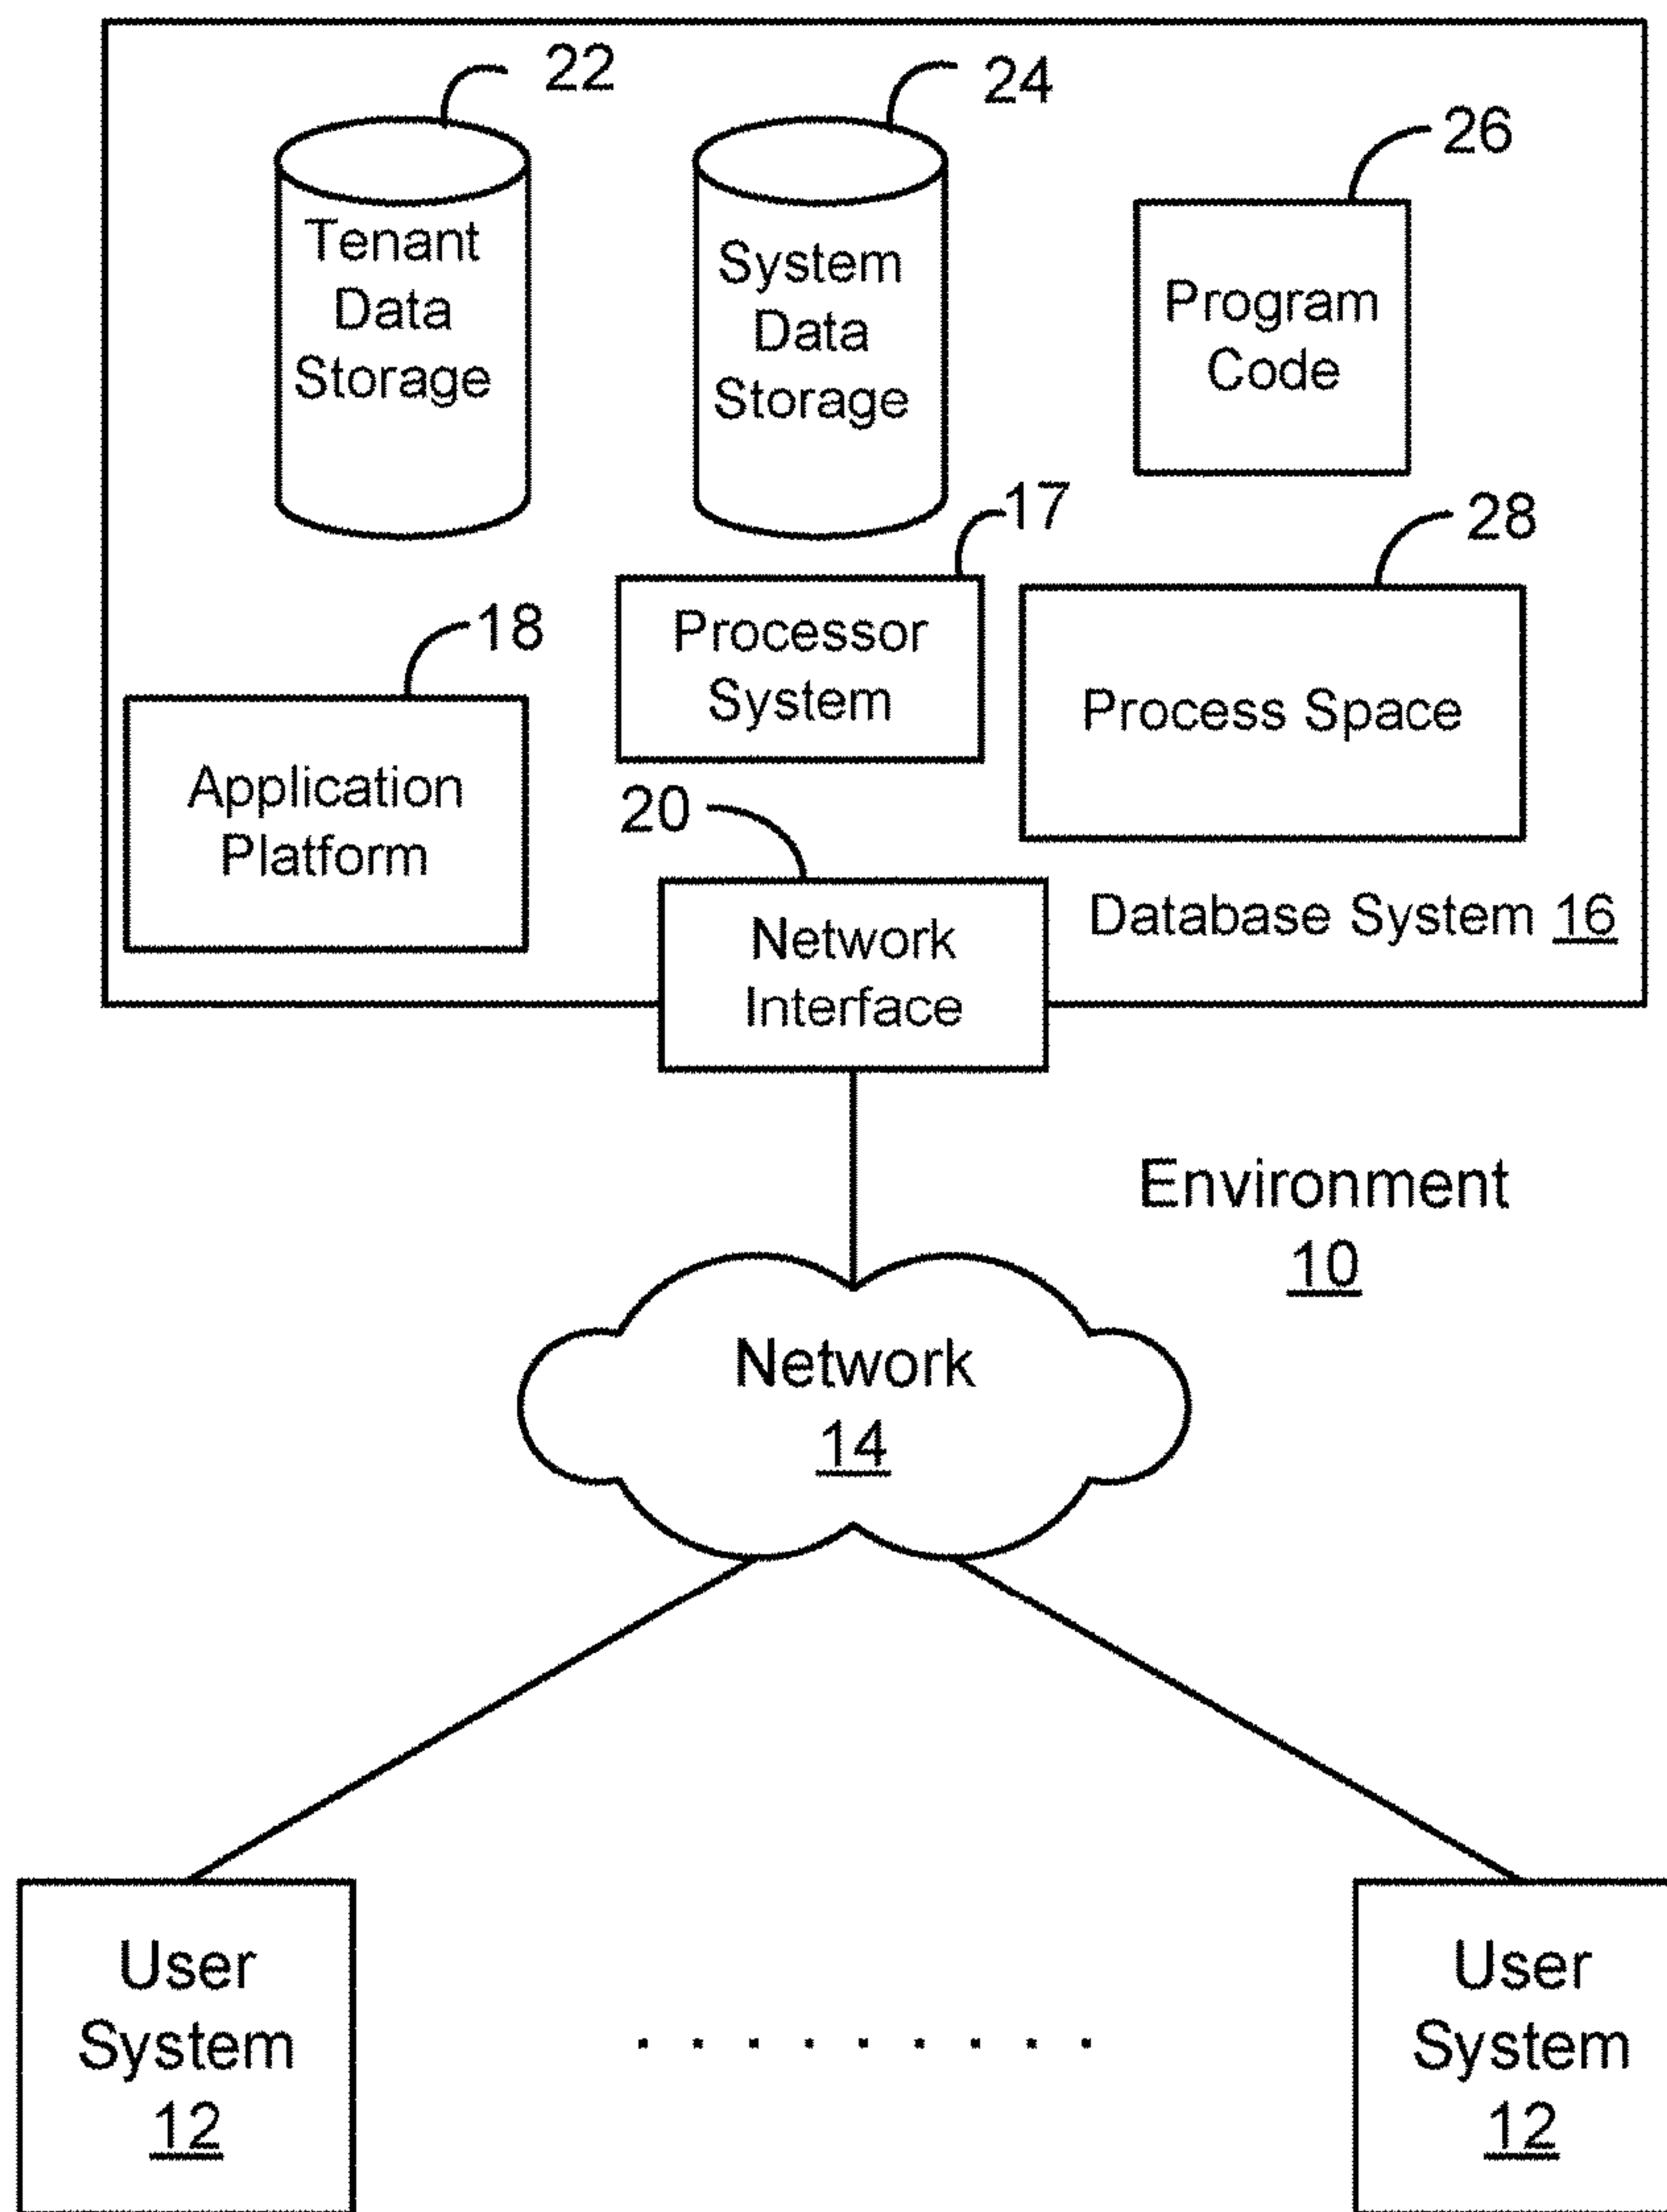 22
24
26
Tenant
Data
Storage
System
Data
Storage
Program
Code
17
28
18
Processor
System
Process Space
Application
Platform
20
Network
Interface
Database System 16
Environment
10
Network
14
User
System
12
User
System
12